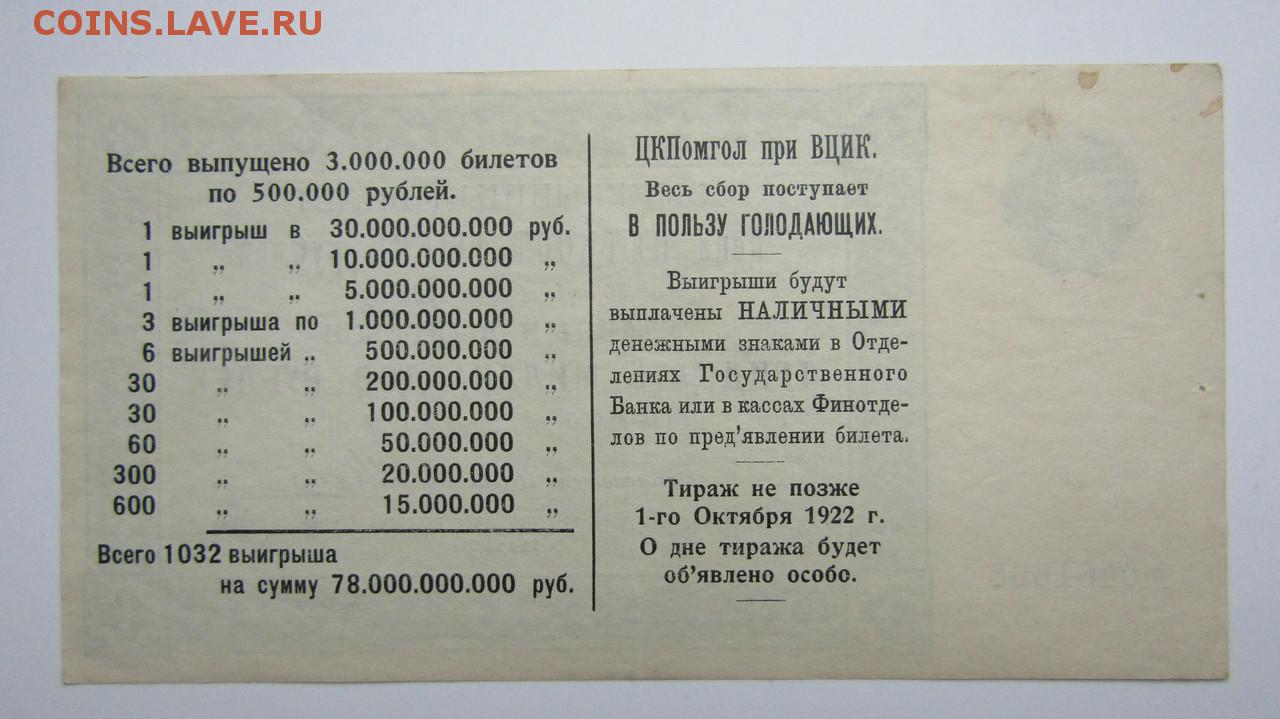 COINS.LAVE.RU
Всего выпущено 3.000.000 билетов
по 500.000 рублей.
1 выигрыш в 30.000.000.000 руб.
1 „ „ 10.000.000.000 „
1 „ „ 5.000.000.000 „
3 выигрыша по 1.000.000.000 „
6 выигрышей „ 500.000.000 „
30 „ „ 200.000.000 „
30 „ „ 100.000.000 „
60 „ „ 50.000.000 „
300 „ „ 20.000.000 „
600 „ „ 15.000.000 „
Всего 1032 выигрыша
на сумму 78.000.000.000 руб.
ЦКПомгол при ВЦИК.
Весь сбор поступает
В ПОЛЬЗУ ГОЛОДАЮЩИХ.
Выигрыши будут
выплачены НАЛИЧНЫМИ
денежными знаками в Отде-
лениях Государственного
Банка или в кассах Финотде-
лов по пред'явлении билета.
Тираж не позже
1-го Октября 1922 г.
О дне тиража будет
об'явлено особо.